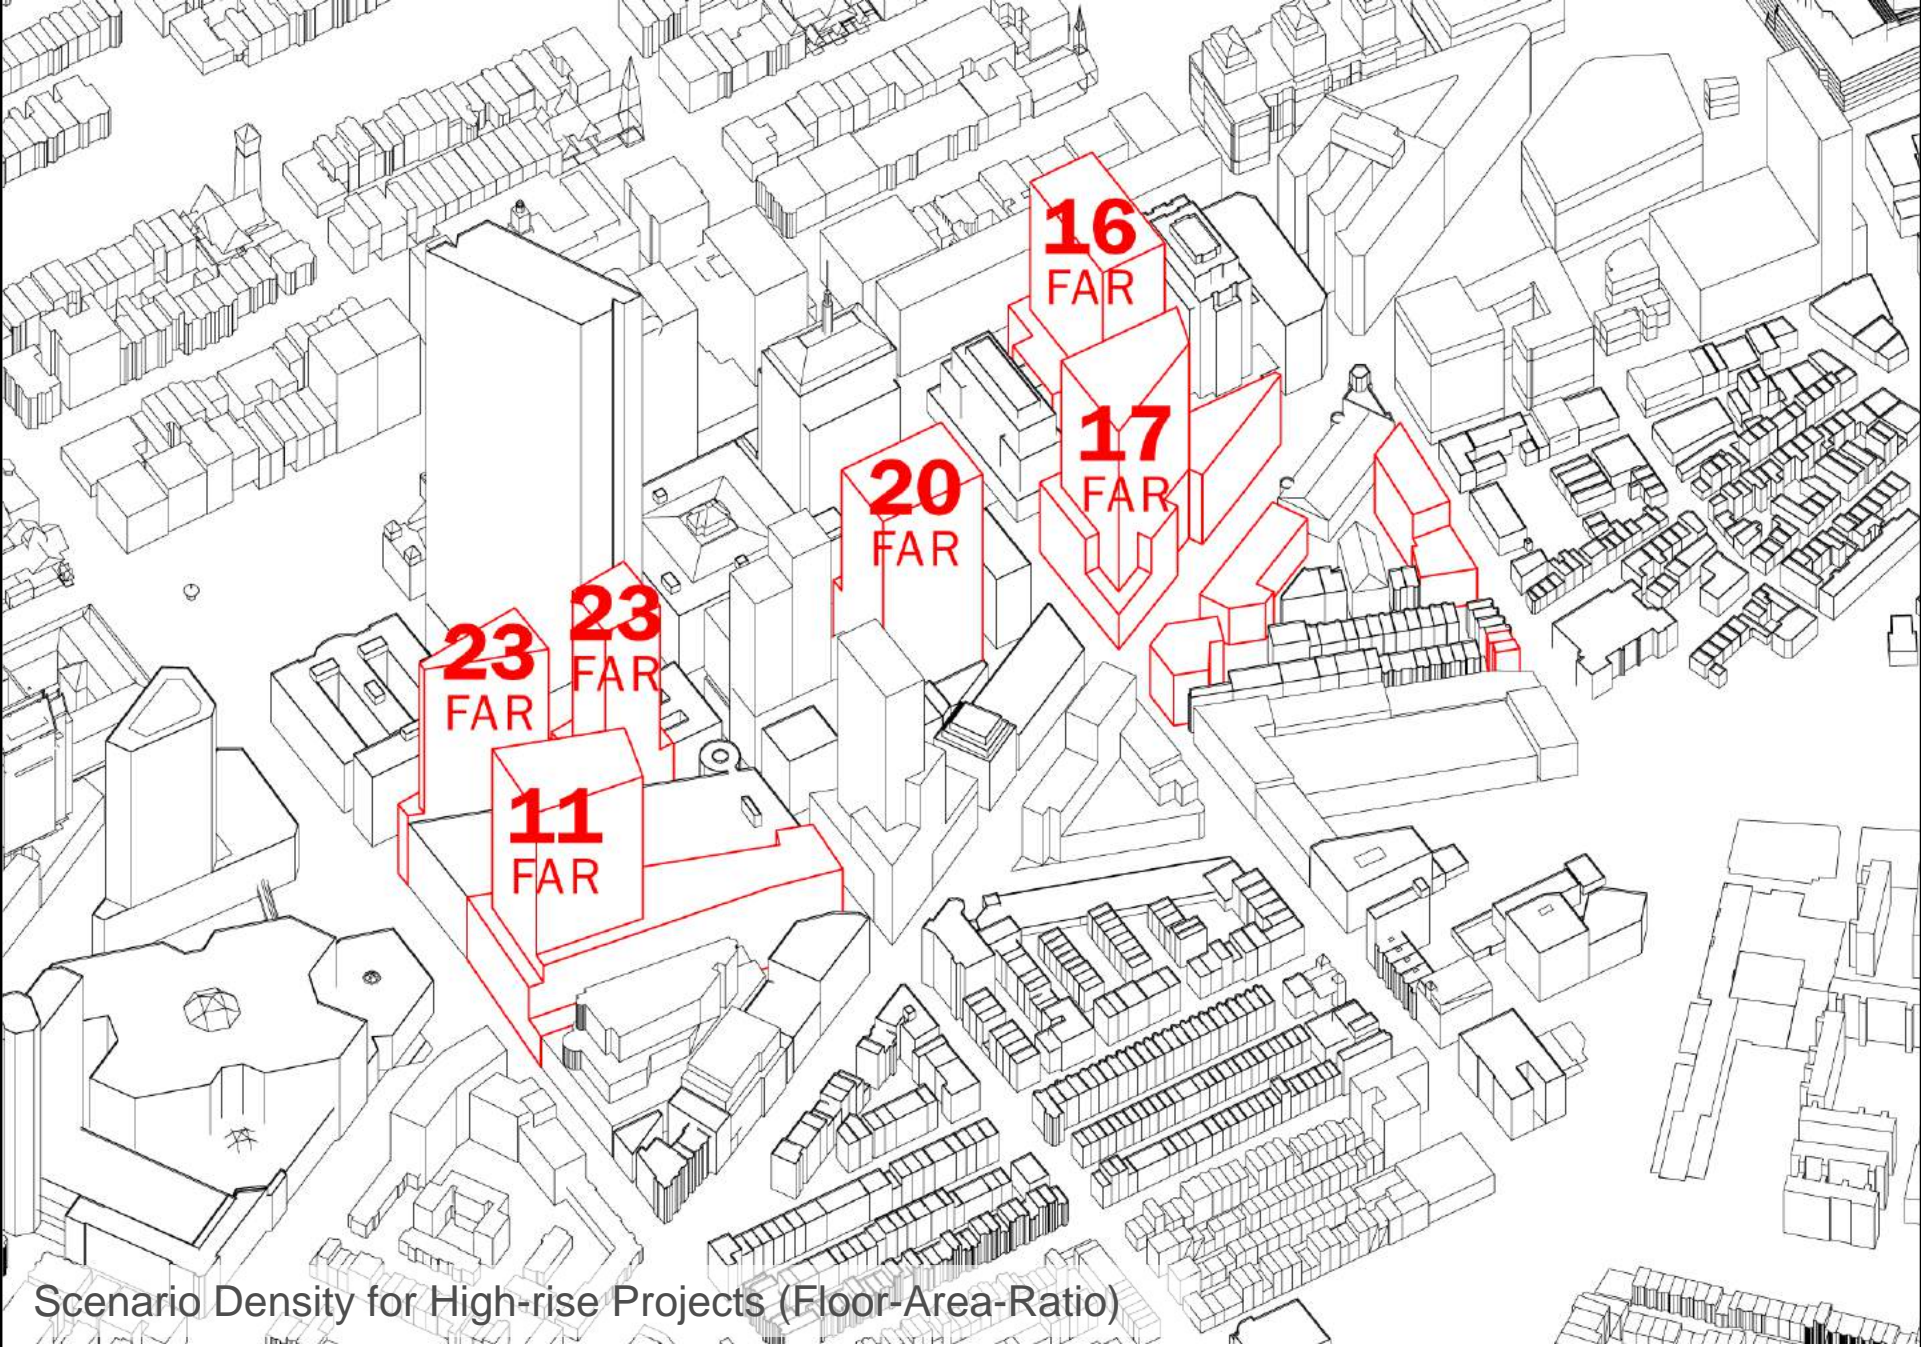 16
FAR
17
FAR
20
FAR
23
FAR
23
FAR
11
FAR
Scenario Density for High-rise Projects (Floor-Area-Ratio)